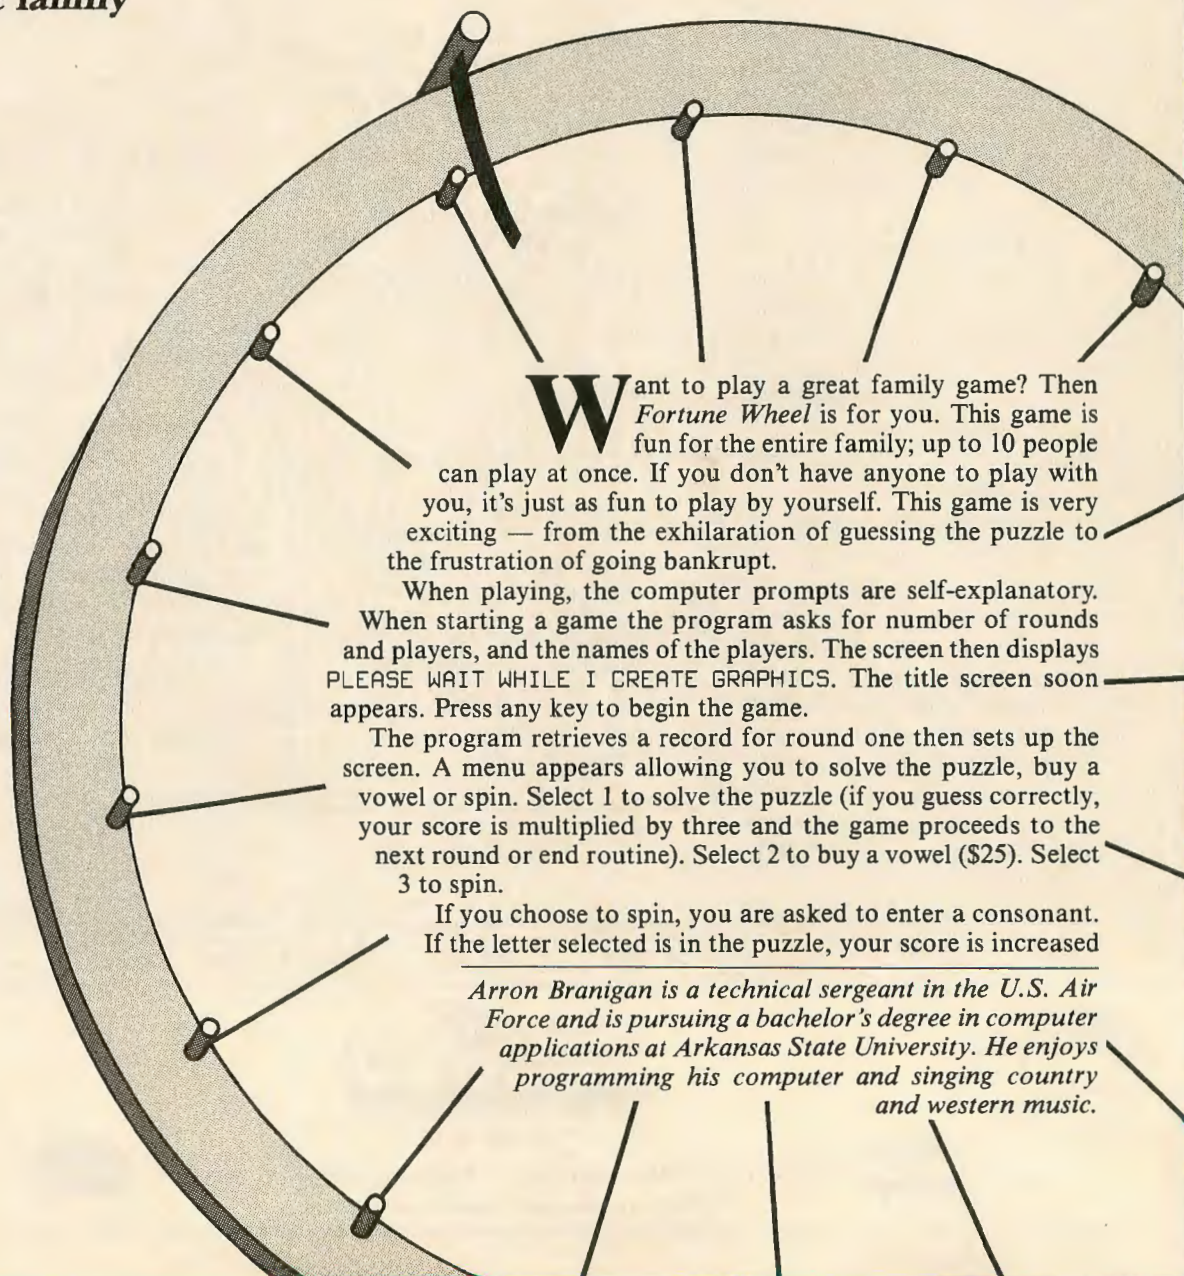 family
Want to play a great family game? Then
Fortune Wheel is for you. This game is
fun for the entire family; up to 10 people
can play at once. If you don't have anyone to play with
you, it's just as fun to play by yourself. This game is very
exciting — from the exhilaration of guessing the puzzle to
the frustration of going bankrupt.
When playing, the computer prompts are self-explanatory.
When starting a game the program asks for number of rounds
and players, and the names of the players. The screen then displays
PLEASE WAIT WHILE I CREATE GRAPHICS. The title screen soon
appears. Press any key to begin the game.
The program retrieves a record for round one then sets up the
screen. A menu appears allowing you to solve the puzzle, buy a
vowel or spin. Select 1 to solve the puzzle (if you guess correctly,
your score is multiplied by three and the game proceeds to the
next round or end routine). Select 2 to buy a vowel ($25). Select
3 to spin.
If you choose to spin, you are asked to enter a consonant.
If the letter selected is in the puzzle, your score is increased
Arron Branigan is a technical sergeant in the U.S. Air
Force and is pursuing a bachelor's degree in computer
applications at Arkansas State University. He enjoys
programming his computer and singing country
and western music.